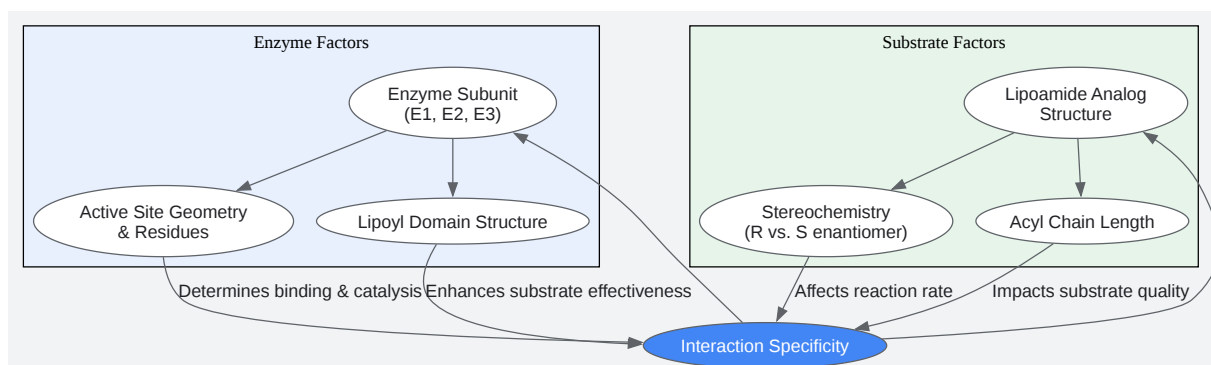 Enzyme Factors
Substrate Factors
Enzyme Subunit
(E1, E2, E3)
Lipoamide Analog
Structure
Active Site Geometry
& Residues
Lipoyl Domain Structure
Stereochemistry
(R vs. S enantiomer)
Acyl Chain Length
Determines binding & catalysis
Enhances substrate effectiveness
Affects reaction rate
Impacts substrate quality
Interaction Specificity